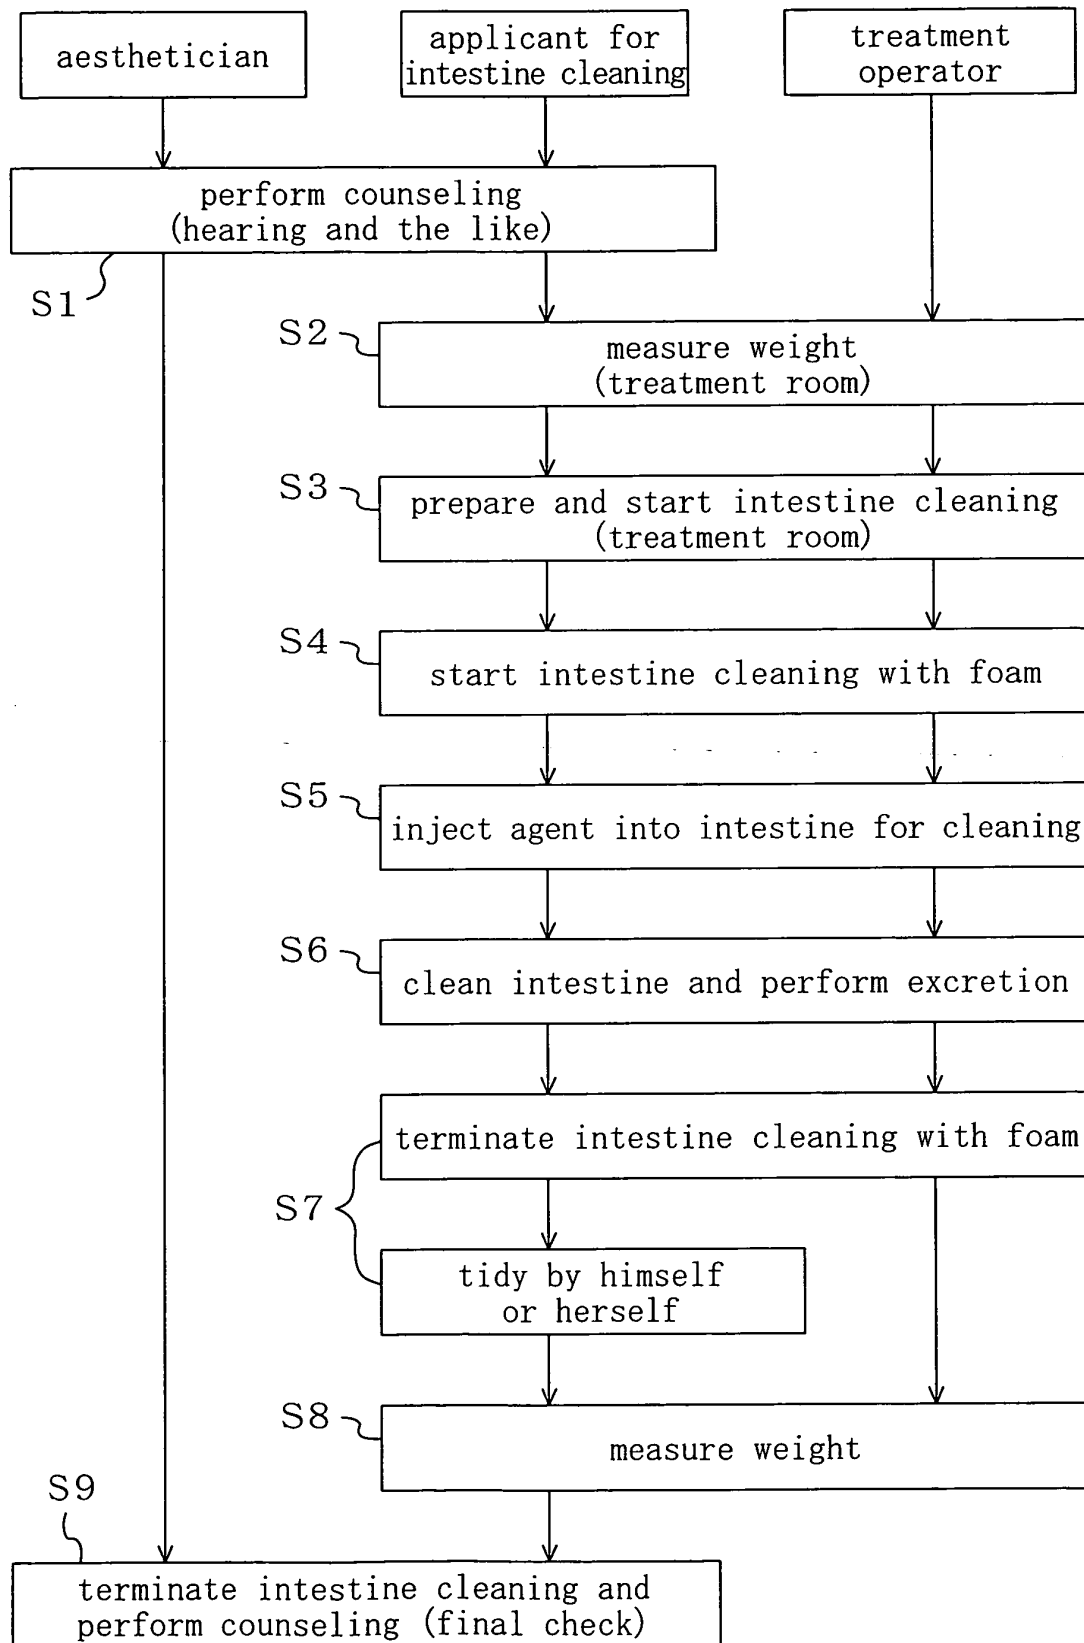 aesthetician
applicant for
intestine cleaning
treatment
operator
perform counseling
(hearing and the like)
S1
S2
measure weight
(treatment room)
S3
prepare and start intestine cleaning
(treatment room)
S4
start intestine cleaning with foam
S5
inject agent into intestine for cleaning
S6
clean intestine and perform excretion
terminate intestine cleaning with foam
S7
tidy by himself
or herself
S8
measure weight
S9
terminate intestine cleaning and
perform counseling (final check)